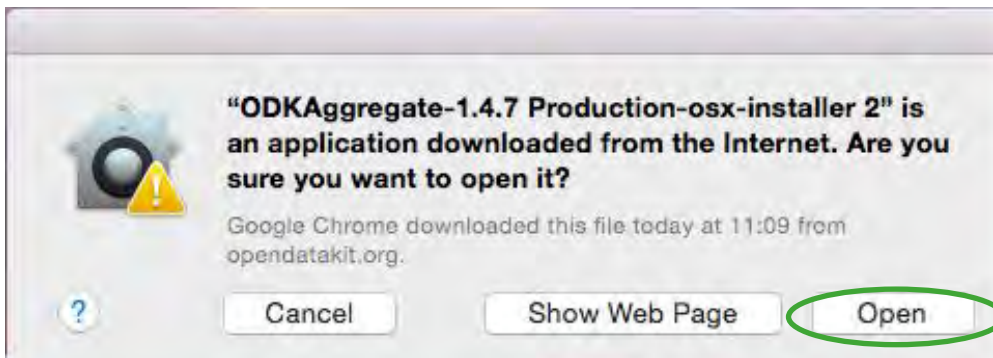 “ODKAggregate-1.4.7 Production-osx-installer 2” is
an application downloaded from the Internet. Are you
sure you want to open it?
Google Chrome downloaded this file today at 11:09 from
opendatakit.org.
? Cancel Show Web Page Open